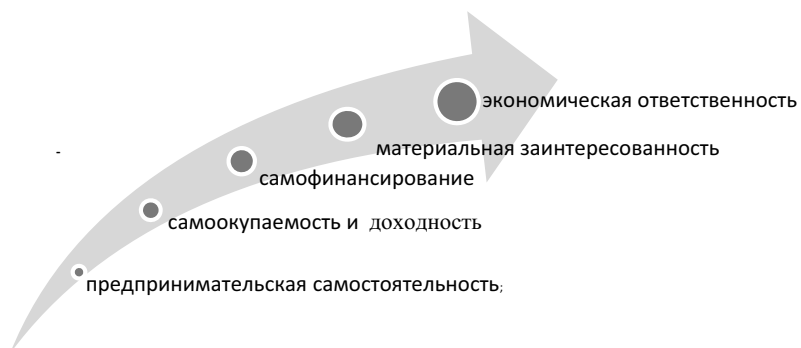 экономическая ответственность
- материальная заинтересованность
самофинансирование
самоокупаемость и доходность
предпринимательская самостоятельность;